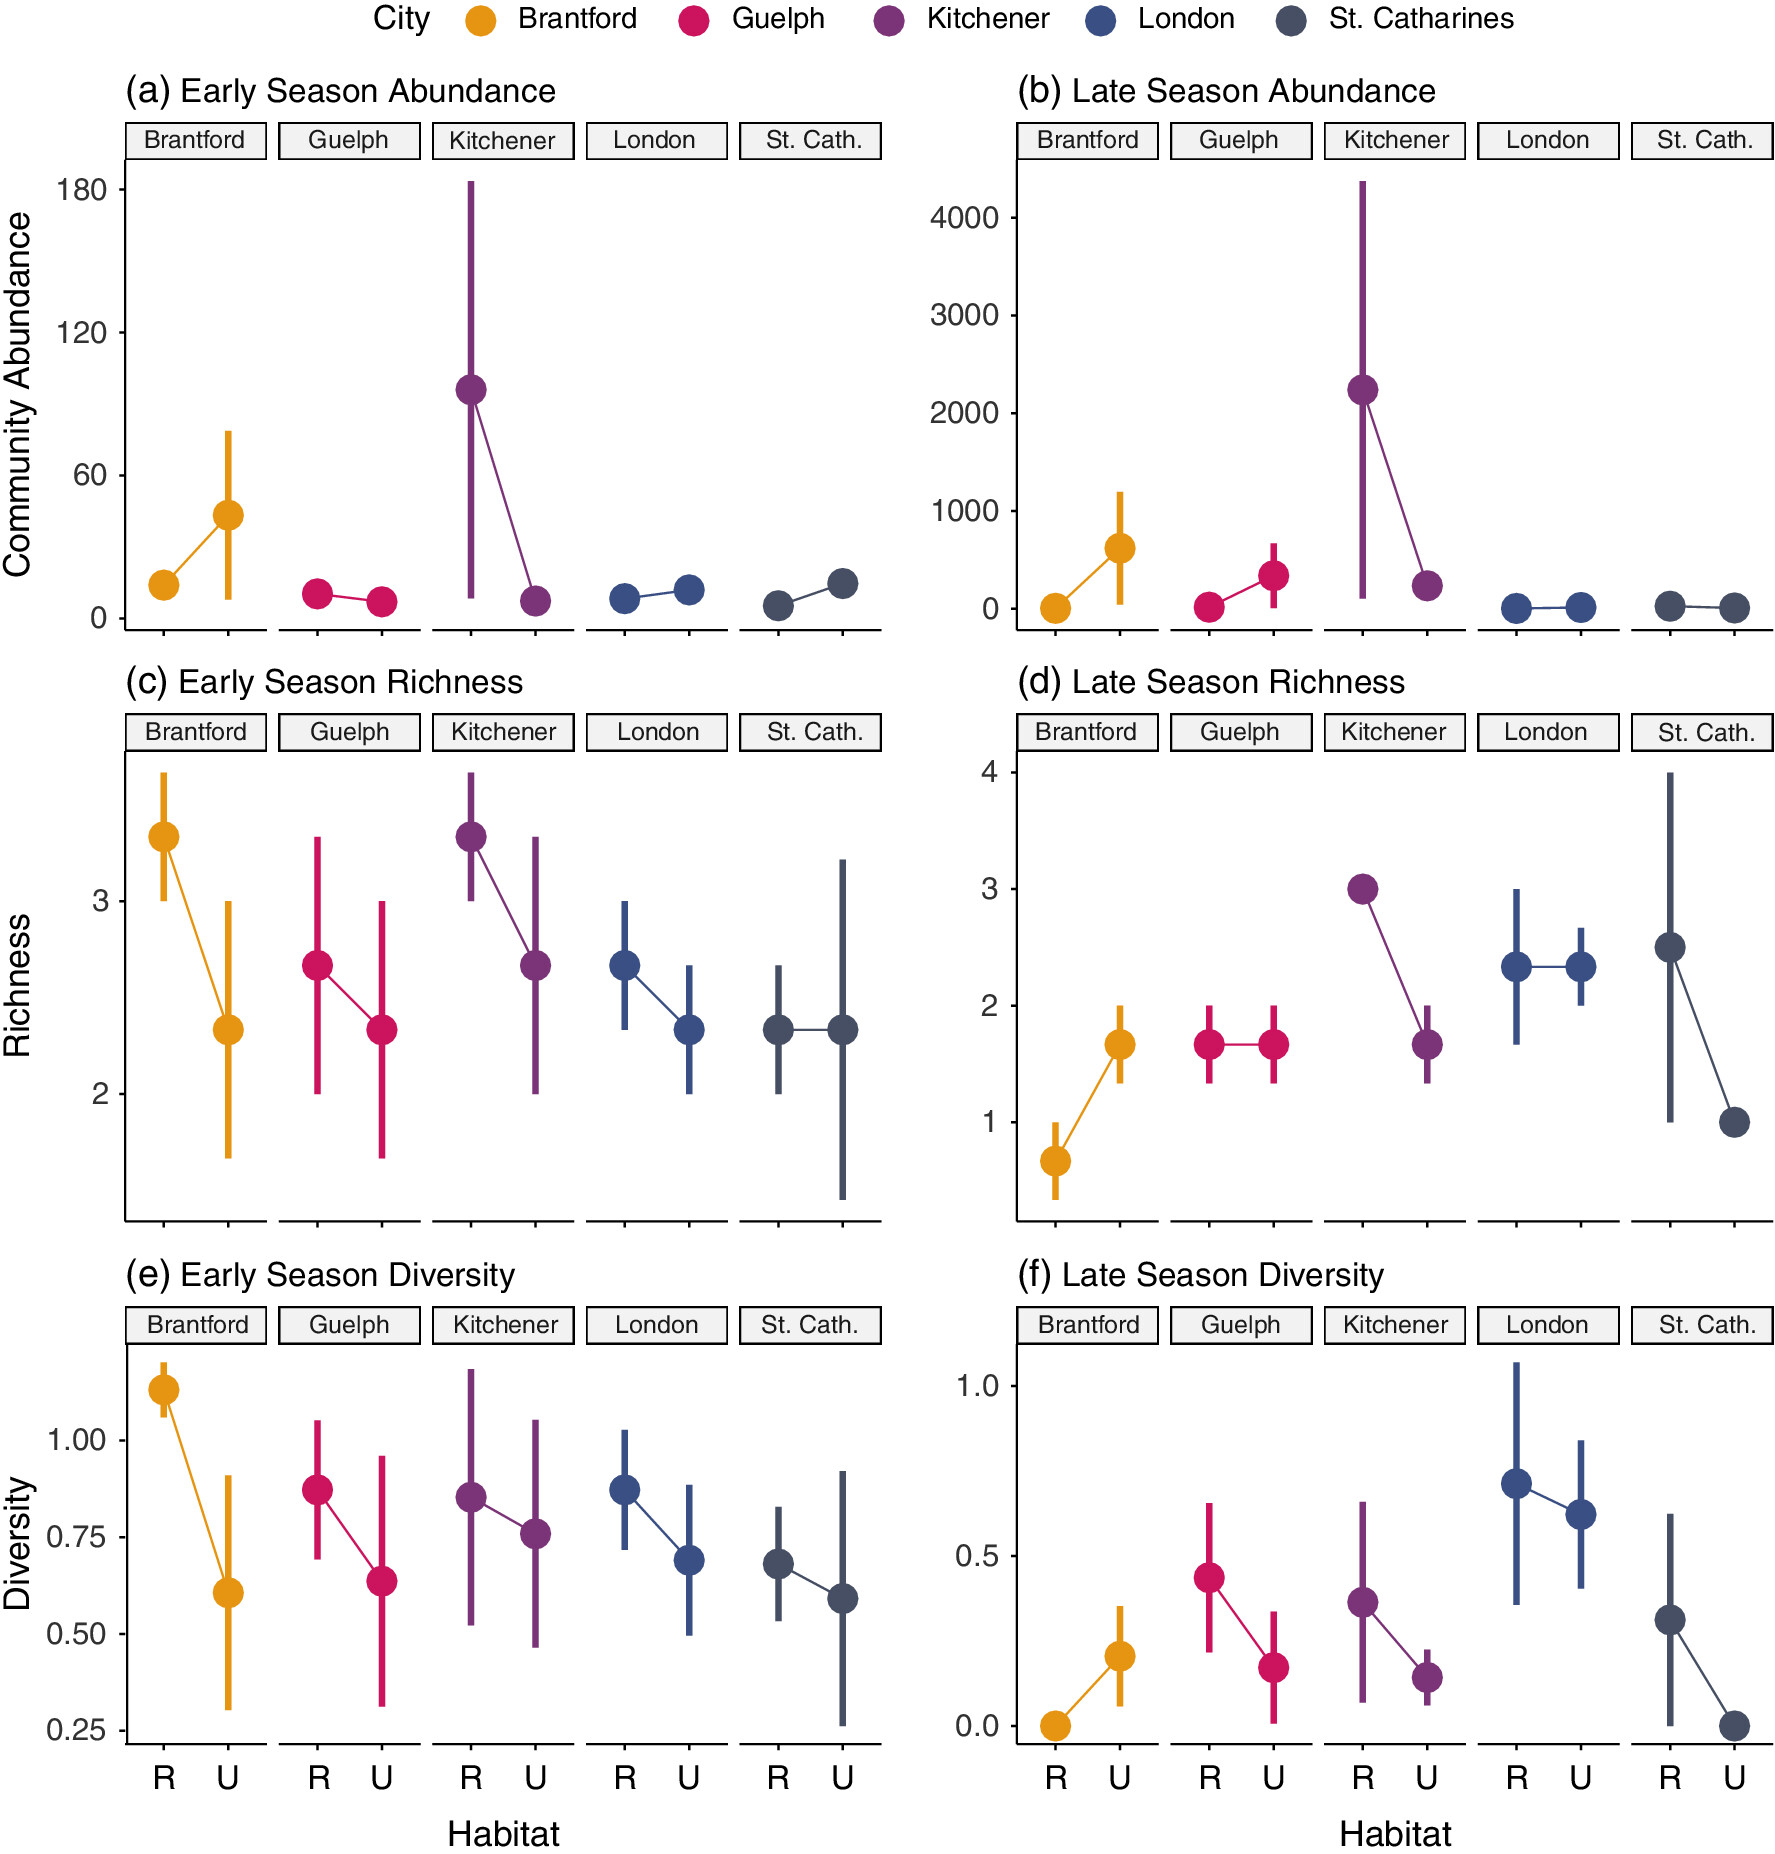 City Brantford Guelph Kitchener London St. Catharines
(a) Early Season Abundance
Brantford Guelph Kitchener London St. Cath.
Community Abundance
180
120
60
0
(b) Late Season Abundance
Brantford Guelph Kitchener London St. Cath.
4000
3000
2000
1000
0
(c) Early Season Richness
Brantford Guelph Kitchener London St. Cath.
Richness
3
2
(d) Late Season Richness
Brantford Guelph Kitchener London St. Cath.
4
3
2
1
(e) Early Season Diversity
Brantford Guelph Kitchener London St. Cath.
Diversity
1.00
0.75
0.50
0.25
R U R U R U R U R U
Habitat
(f) Late Season Diversity
Brantford Guelph Kitchener London St. Cath.
1.0
0.5
0.0
R U R U R U R U R U
Habitat